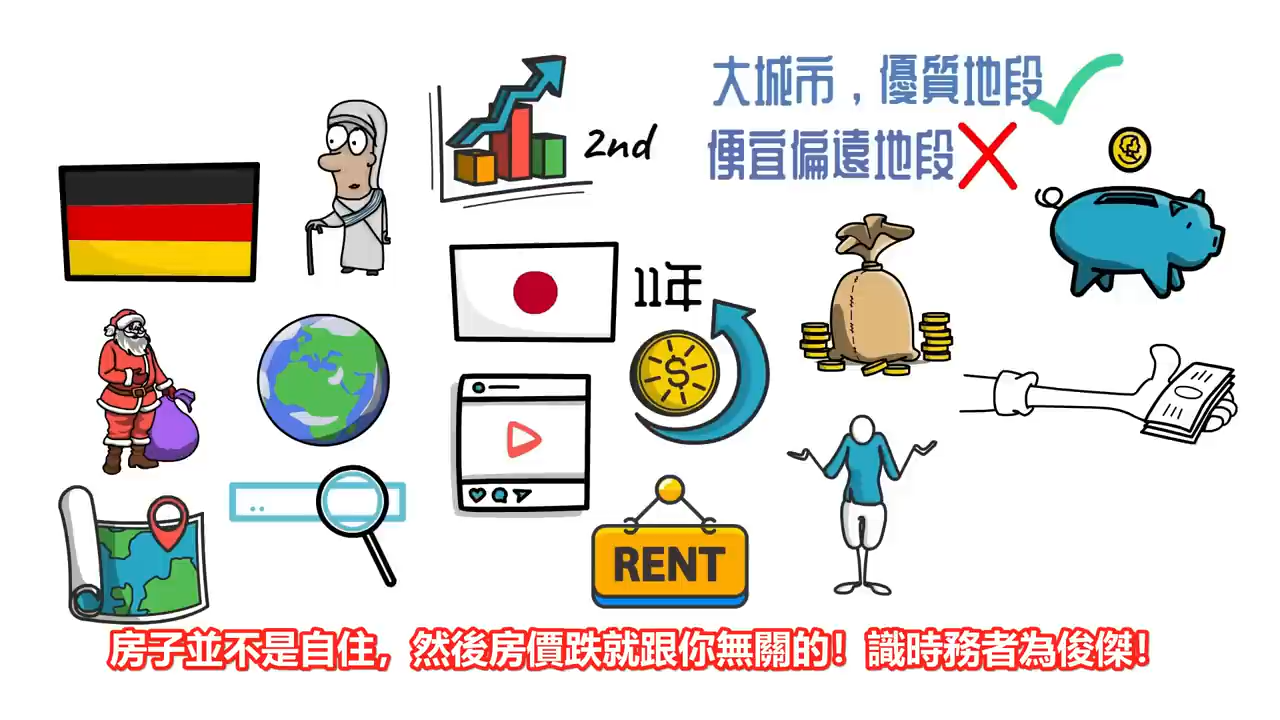 大城市，優質地段
便宜偏遠地段
2nd
11年
$
RENT
房子並不是自住，然後房價跌就跟你無關的！識時務者為俊傑！